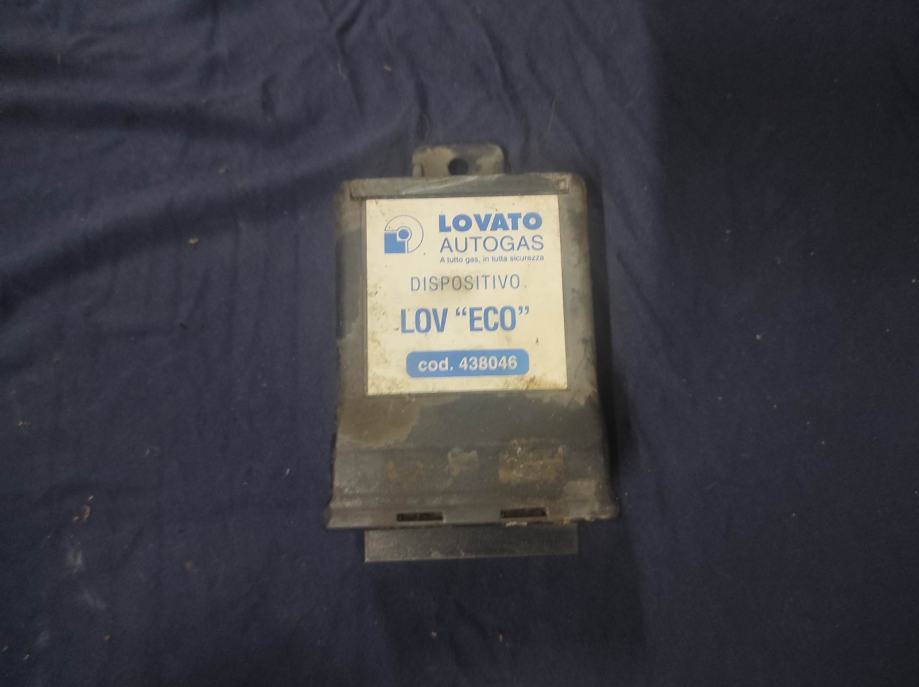 LOVATO
AUTOGAS
A tutto gas, in tutta sicurezza
DISPOSITIVO
LOV “ECO”
cod. 438046